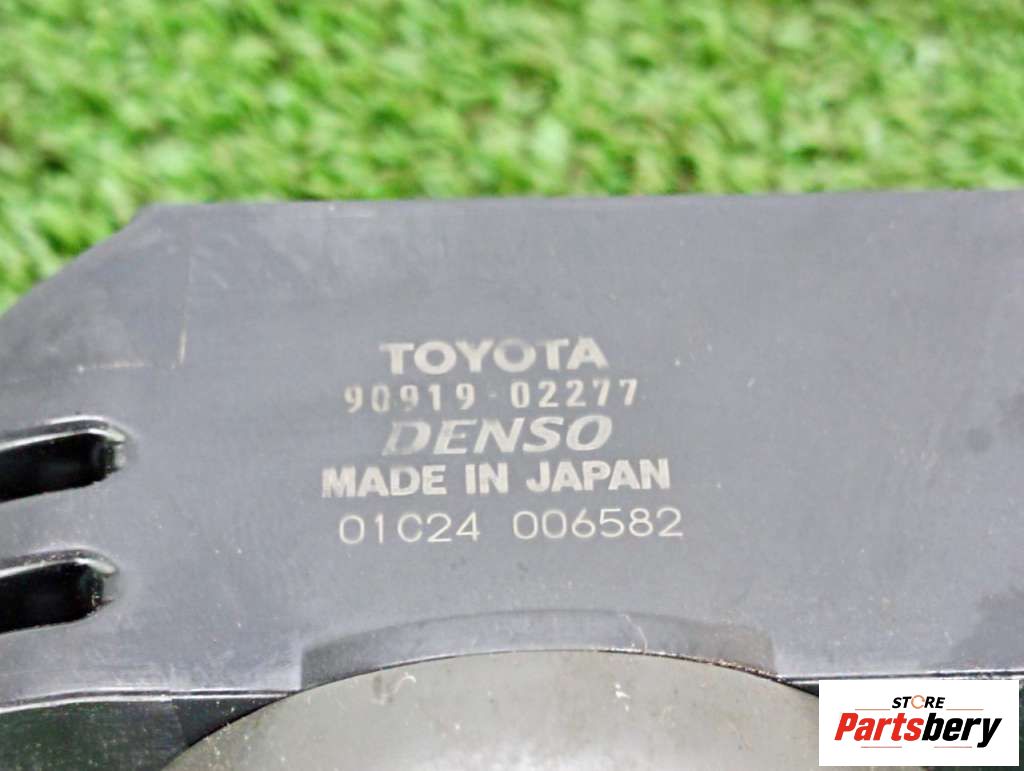 TOYOTA
90919-02277
DENSO
MADE IN JAPAN
01C24 006582
STORE
Partsbery